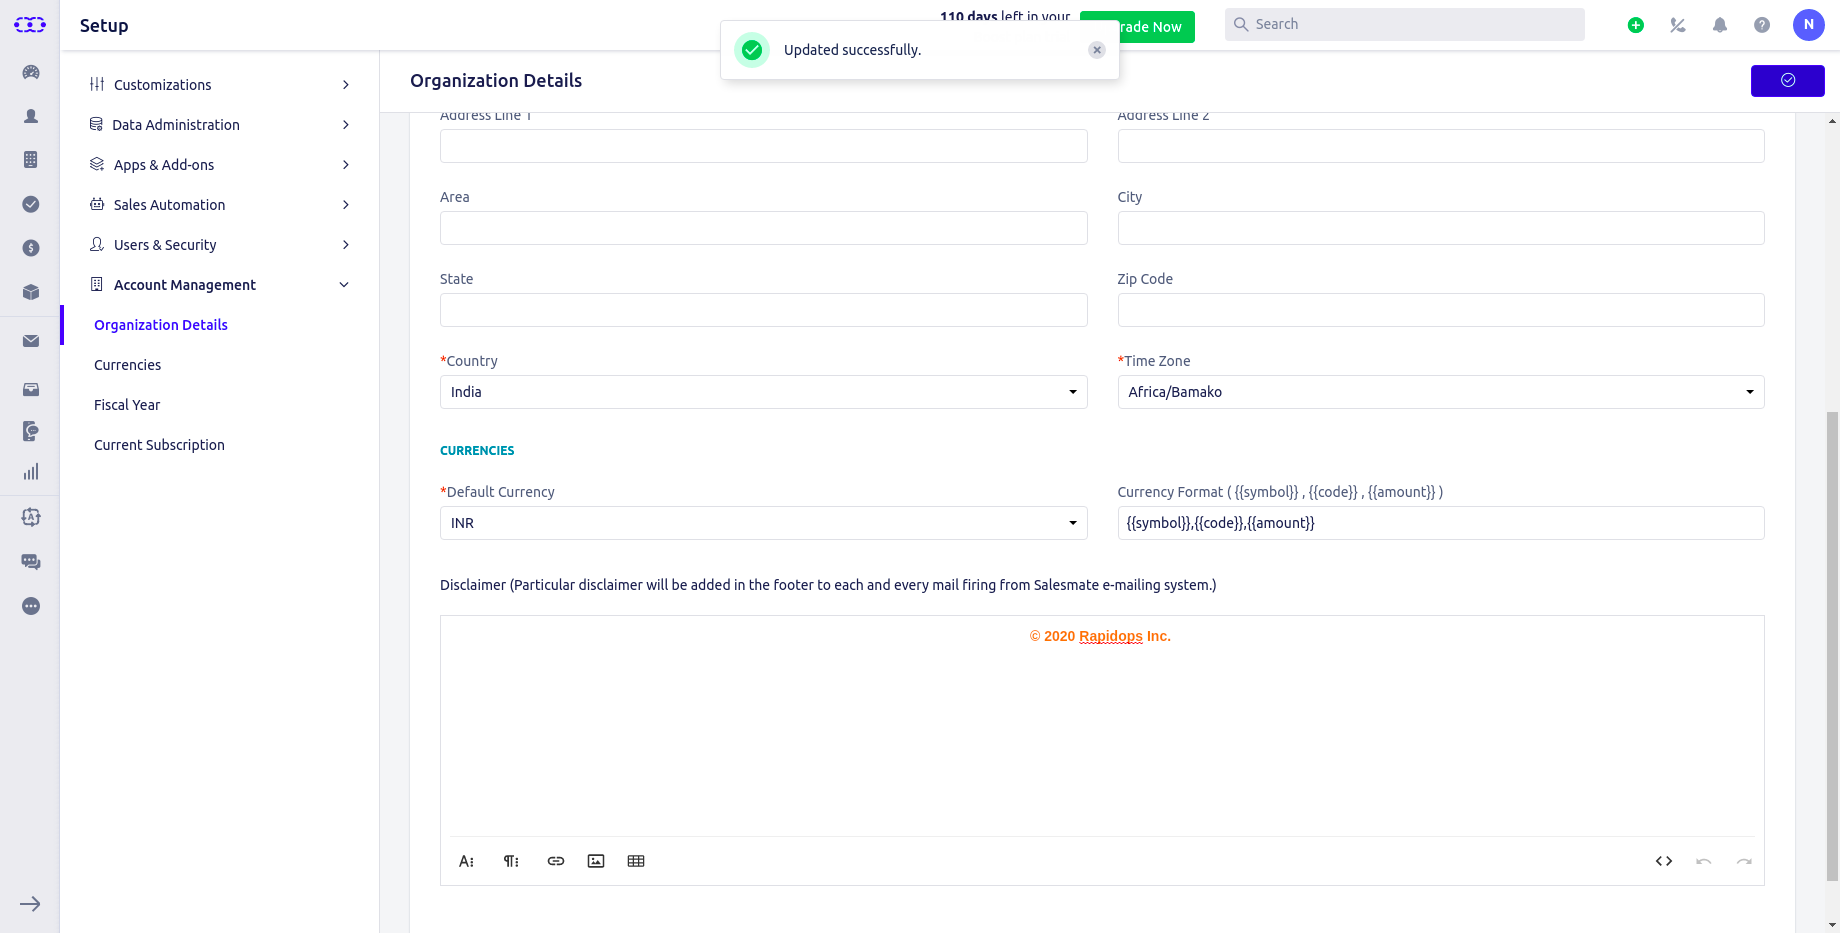 Setup
110 days left in your
rade Now
Search
N
Updated successfully.
Customizations
Data Administration
Apps & Add-ons
Sales Automation
Users & Security
Account Management
Organization Details
Currencies
Fiscal Year
Current Subscription
Organization Details
Address Line 1
Address Line 2
Area
City
State
Zip Code
*Country
*Time Zone
India
Africa/Bamako
CURRENCIES
*Default Currency
Currency Format ( {{symbol}} , {{code}} , {{amount}} )
INR
{{symbol}},{{code}},{{amount}}
Disclaimer (Particular disclaimer will be added in the footer to each and every mail firing from Salesmate e-mailing system.)
© 2020 Rapidops Inc.